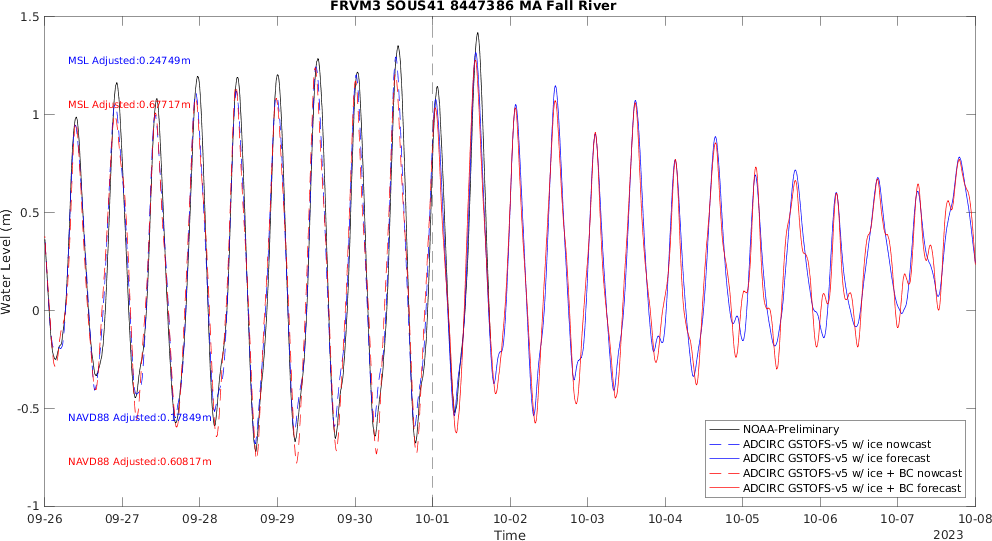 FRVM3 SOUS41 8447386 MA Fall River
Water Level (m)
1.5
1
0.5
0
-0.5
-1
MSL Adjusted:0.24749m
MSL Adjusted:0.67717m
NAVD88 Adjusted:0.17849m
NAVD88 Adjusted:0.60817m
NOAA-Preliminary
ADCIRC GSTOFS-v5 w/ ice nowcast
ADCIRC GSTOFS-v5 w/ ice forecast
ADCIRC GSTOFS-v5 w/ ice + BC nowcast
ADCIRC GSTOFS-v5 w/ ice + BC forecast
09-26 09-27 09-28 09-29 09-30 10-01 10-02 10-03 10-04 10-05 10-06 10-07 10-08
Time
2023